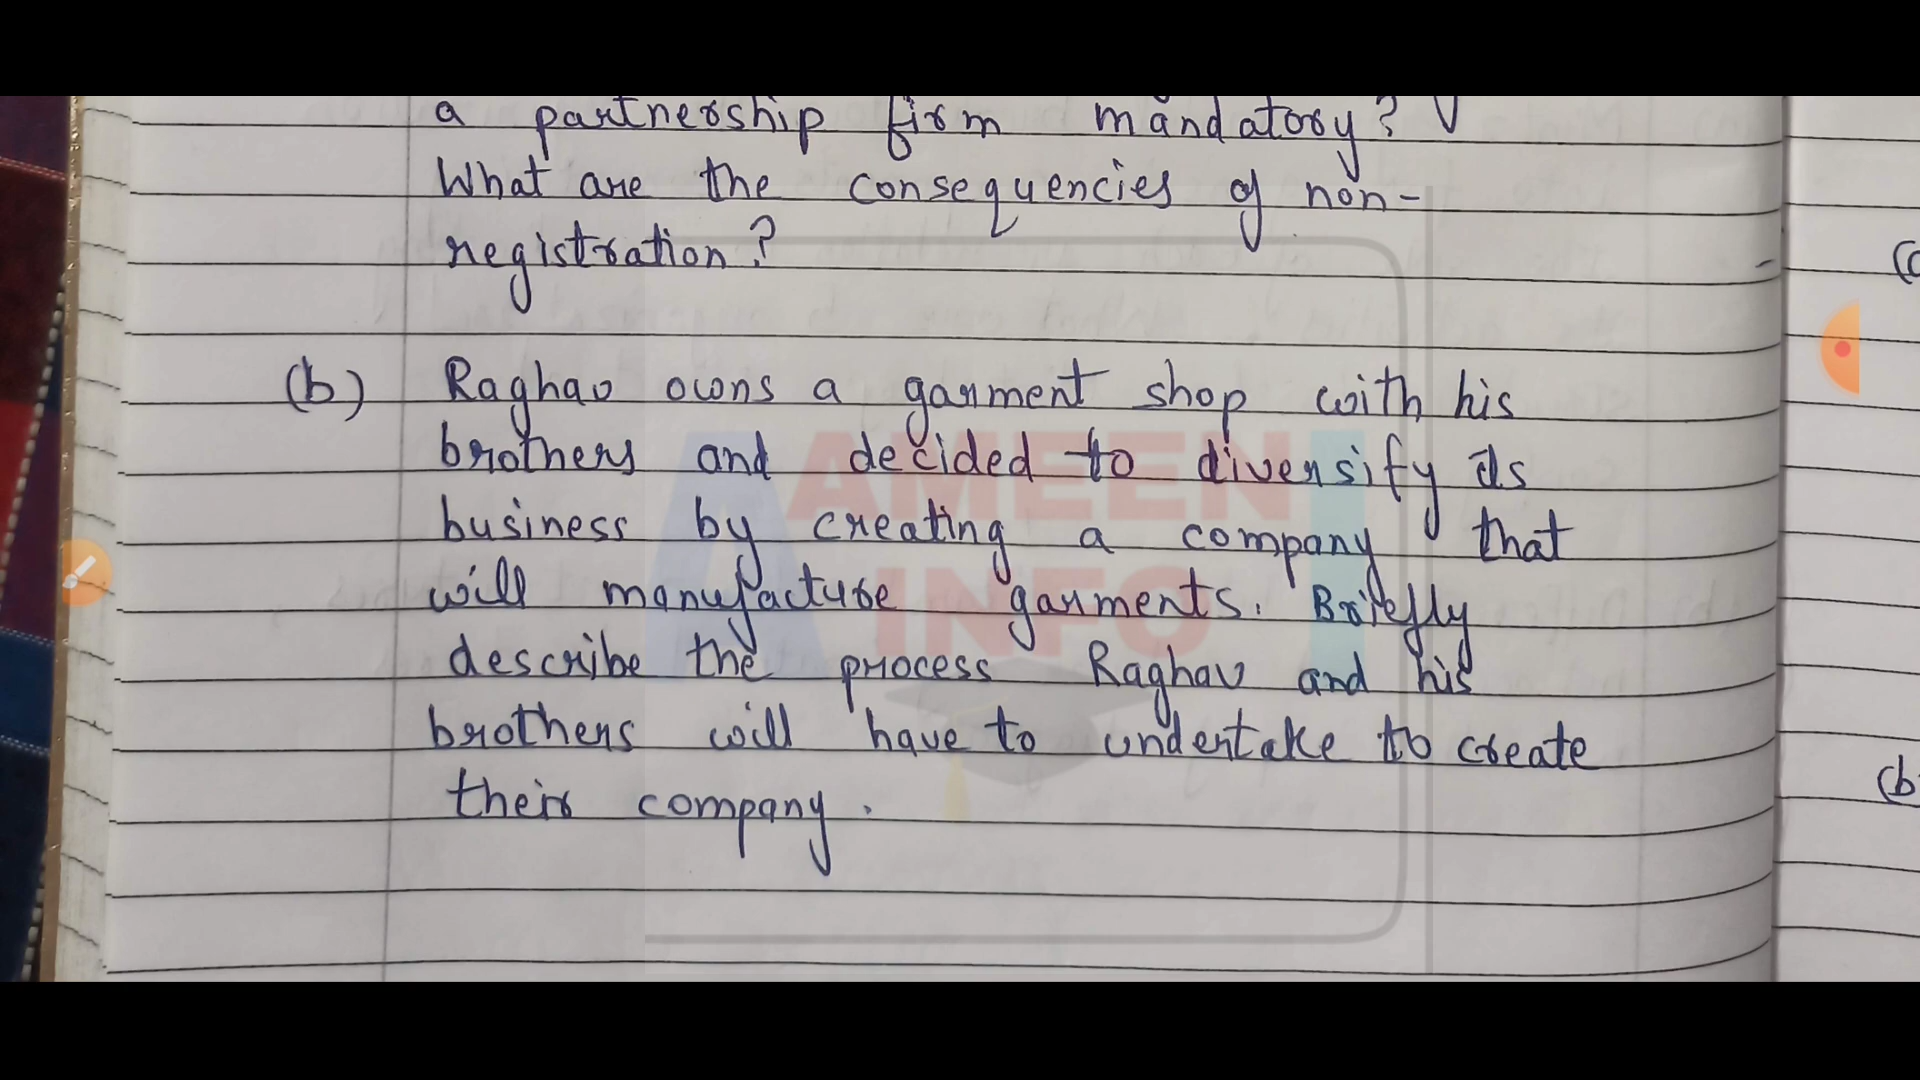 a partnership firm mandatory?
What are the consequencies of non-
registration?
(b) Raghav owns a garment shop with his
brothers and decided to diversify its
business by creating a company that
will manufacture garments. Briefly
describe the process Raghav and his
brothers will have to undertake to create
their company.
AMEEN
INFO
(c
(b